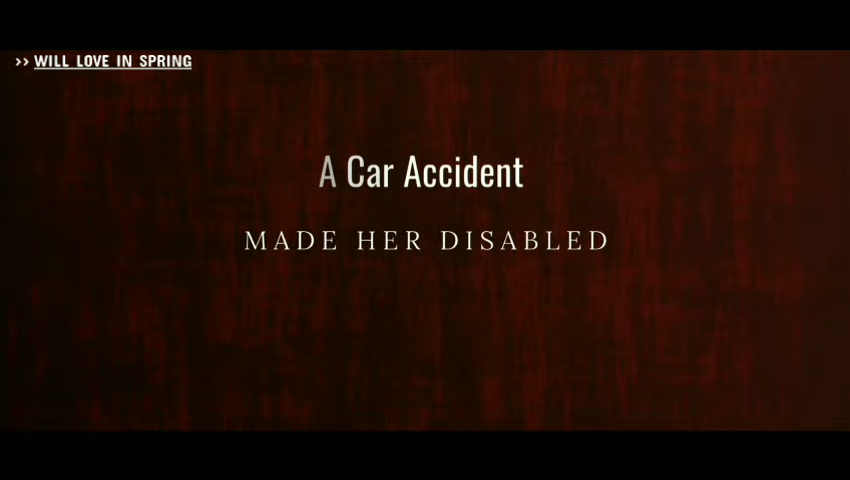 >> WILL LOVE IN SPRING
A Car Accident
MADE HER DISABLED